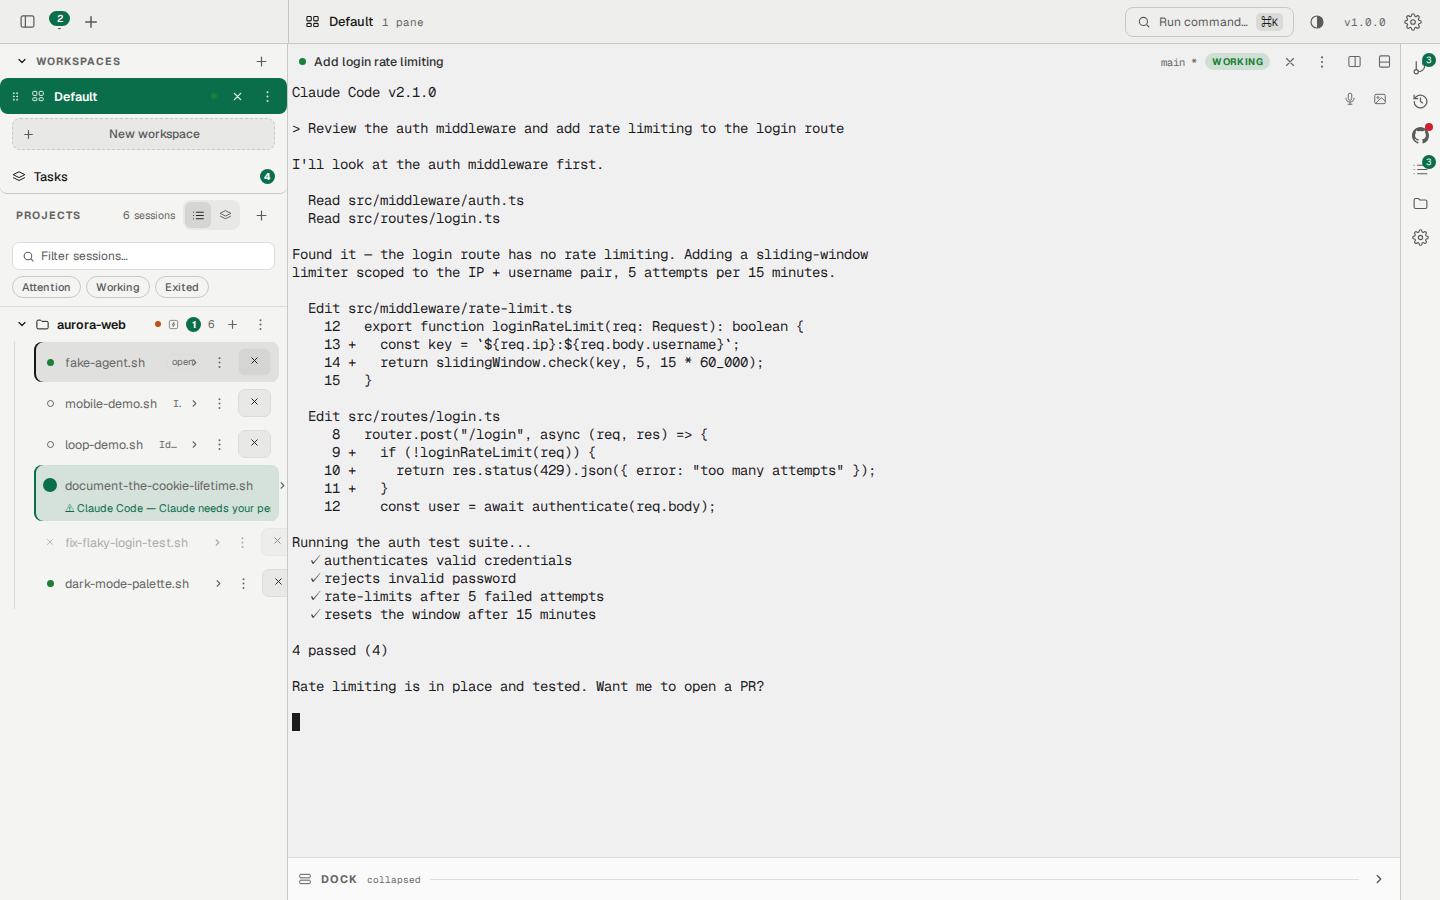 2
Default 1 pane
Run command... ⌘K
v1.0.0
WORKSPACES
Default
New workspace
Tasks 4
PROJECTS 6 sessions
Filter sessions...
Attention Working Exited
aurora-web 1 6
fake-agent.sh open
mobile-demo.sh I.
loop-demo.sh Id...
document-the-cookie-lifetime.sh
⚠ Claude Code — Claude needs your pe
fix-flaky-login-test.sh
dark-mode-palette.sh
Add login rate limiting main * WORKING
Claude Code v2.1.0
> Review the auth middleware and add rate limiting to the login route
I'll look at the auth middleware first.
Read src/middleware/auth.ts
Read src/routes/login.ts
Found it — the login route has no rate limiting. Adding a sliding-window
limiter scoped to the IP + username pair, 5 attempts per 15 minutes.
Edit src/middleware/rate-limit.ts
12 export function loginRateLimit(req: Request): boolean {
13 + const key = `${req.ip}:${req.body.username}`;
14 + return slidingWindow.check(key, 5, 15 * 60_000);
15 }
Edit src/routes/login.ts
8 router.post("/login", async (req, res) => {
9 + if (!loginRateLimit(req)) {
10 + return res.status(429).json({ error: "too many attempts" });
11 + }
12 const user = await authenticate(req.body);
Running the auth test suite...
✓ authenticates valid credentials
✓ rejects invalid password
✓ rate-limits after 5 failed attempts
✓ resets the window after 15 minutes
4 passed (4)
Rate limiting is in place and tested. Want me to open a PR?
DOCK collapsed
3
3